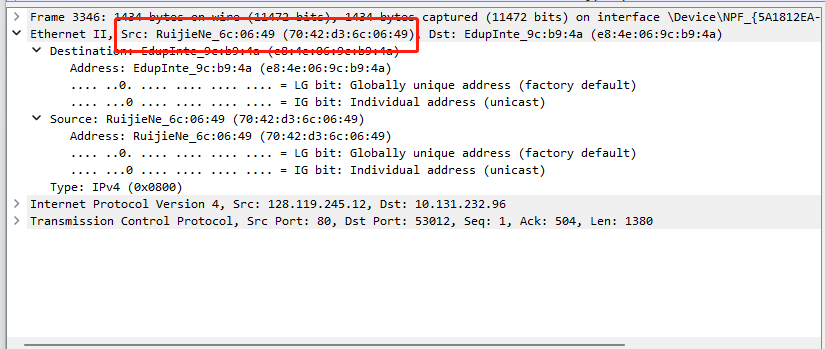 Frame 3346: 1434 bytes on wire (11472 bits), 1434 bytes captured (11472 bits) on interface \Device\NPF_{5A1812EA-
Ethernet II, Src: RuijieNe_6c:06:49 (70:42:d3:6c:06:49), Dst: EdupInte_9c:b9:4a (e8:4e:06:9c:b9:4a)
Destination: EdupInte_9c:b9:4a (e8:4e:06:9c:b9:4a)
Address: EdupInte_9c:b9:4a (e8:4e:06:9c:b9:4a)
.... ..0. .... .... .... .... = LG bit: Globally unique address (factory default)
.... ...0 .... .... .... .... = IG bit: Individual address (unicast)
Source: RuijieNe_6c:06:49 (70:42:d3:6c:06:49)
Address: RuijieNe_6c:06:49 (70:42:d3:6c:06:49)
.... ..0. .... .... .... .... = LG bit: Globally unique address (factory default)
.... ...0 .... .... .... .... = IG bit: Individual address (unicast)
Type: IPv4 (0x0800)
Internet Protocol Version 4, Src: 128.119.245.12, Dst: 10.131.232.96
Transmission Control Protocol, Src Port: 80, Dst Port: 53012, Seq: 1, Ack: 504, Len: 1380